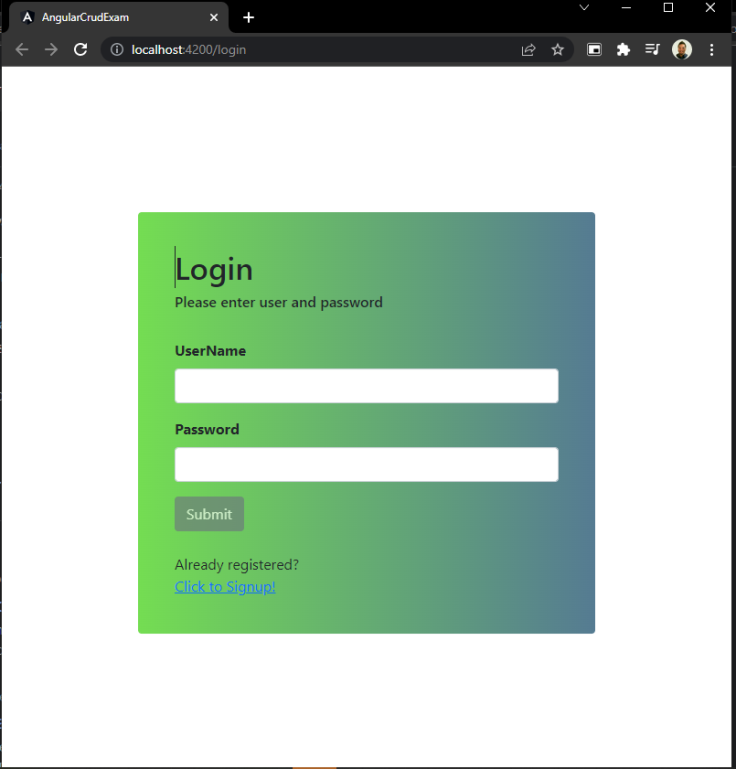 AngularCrudExam
localhost:4200/login
Login
Please enter user and password
UserName
Password
Submit
Already registered?
Click to Signup!